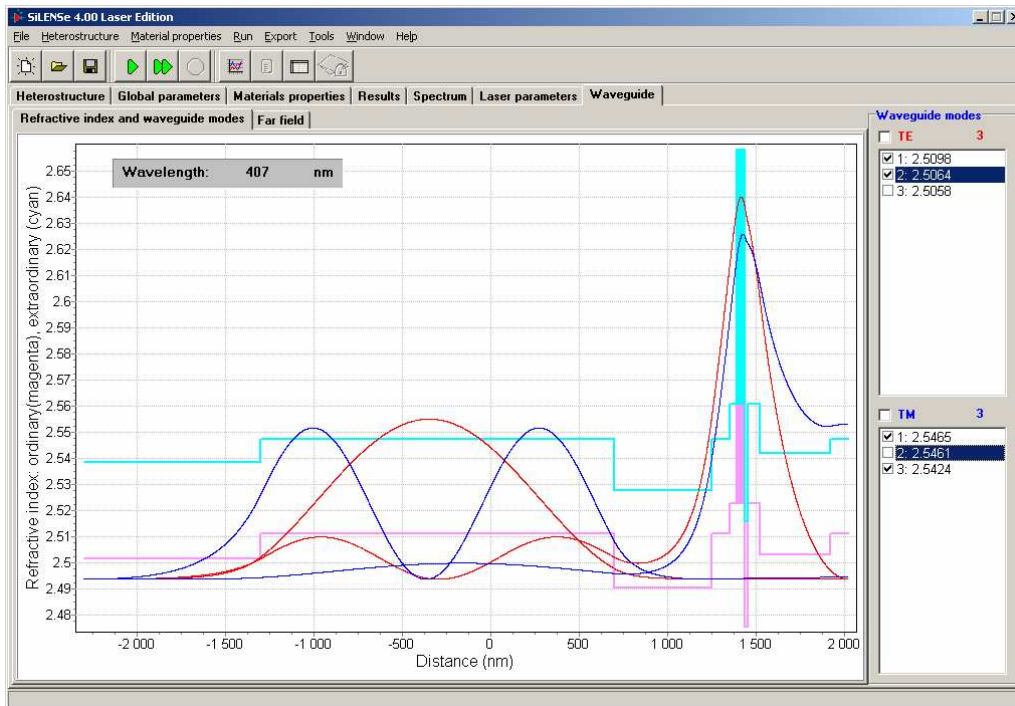 SiLENSe 4.00 Laser Edition
File Heterostructure Material properties Run Export Tools Window Help
Heterostructure Global parameters Materials properties Results Spectrum Laser parameters Waveguide
Refractive index and waveguide modes Far field
Wavelength: 407 nm
Refractive index: ordinary(magenta), extraordinary (cyan)
2.65
2.64
2.63
2.62
2.61
2.6
2.59
2.58
2.57
2.56
2.55
2.54
2.53
2.52
2.51
2.5
2.49
2.48
-2 000 -1 500 -1 000 -500 0 500 1 000 1 500 2 000
Distance (nm)
Waveguide modes
TE 3
1: 2.5098
2: 2.5064
3: 2.5058
TM 3
1: 2.5465
2: 2.5461
3: 2.5424